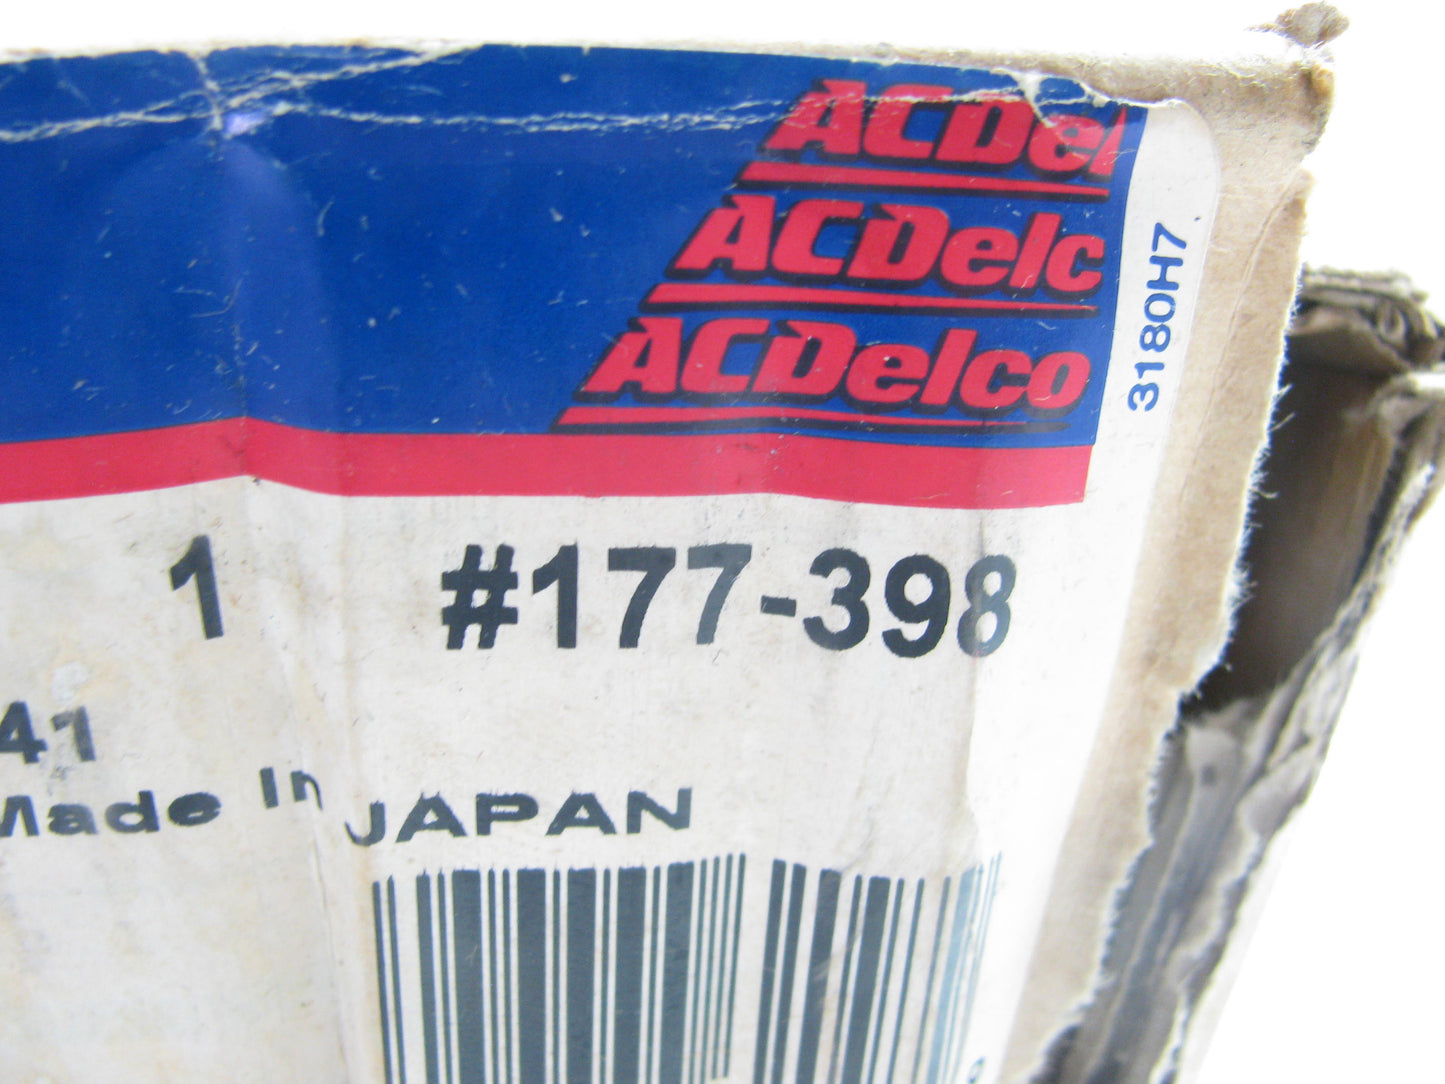 ACDel
ACDelc
ACDelco
3180H7
1 #177-398
41
Made In JAPAN